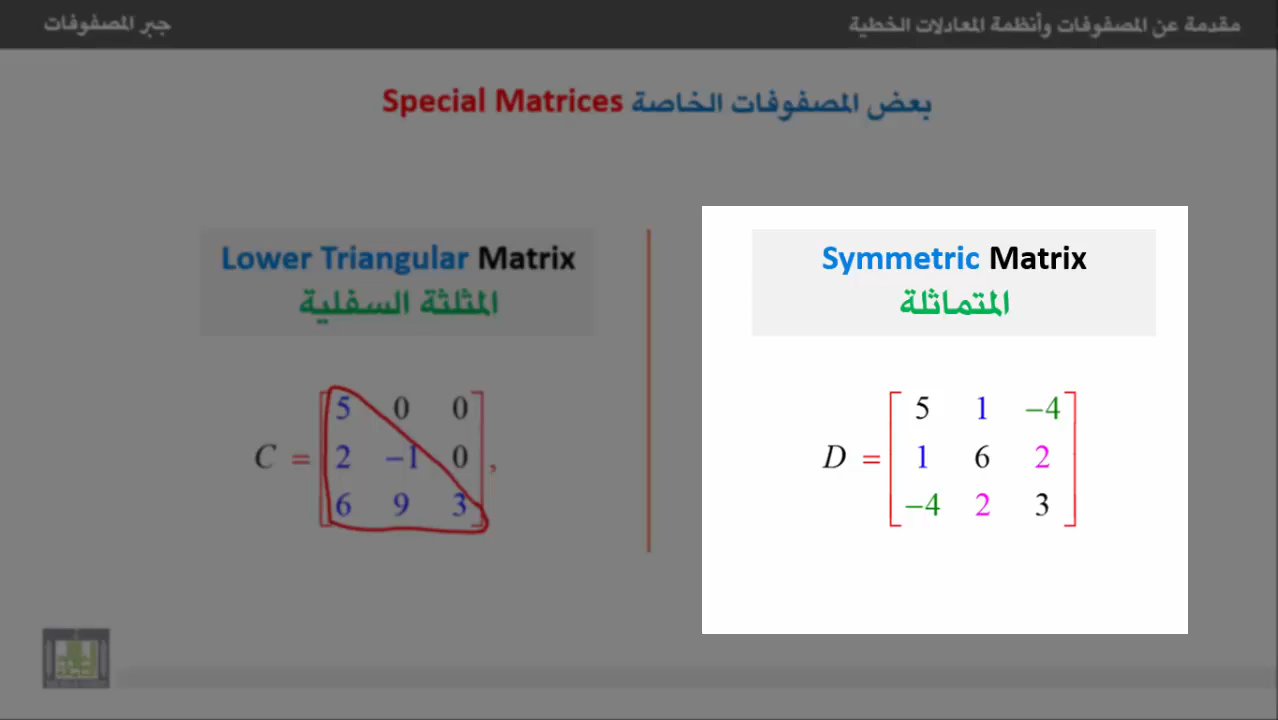 مقدمة عن المصفوفات وأنظمة المعادلات الخطية
جبر المصفوفات
بعض المصفوفات الخاصة Special Matrices
Lower Triangular Matrix
المثلثة السفلية
C = [ 5 0 0
2 −1 0
6 9 3 ] ,
Symmetric Matrix
المتماثلة
D = [ 5 1 −4
1 6 2
−4 2 3 ]